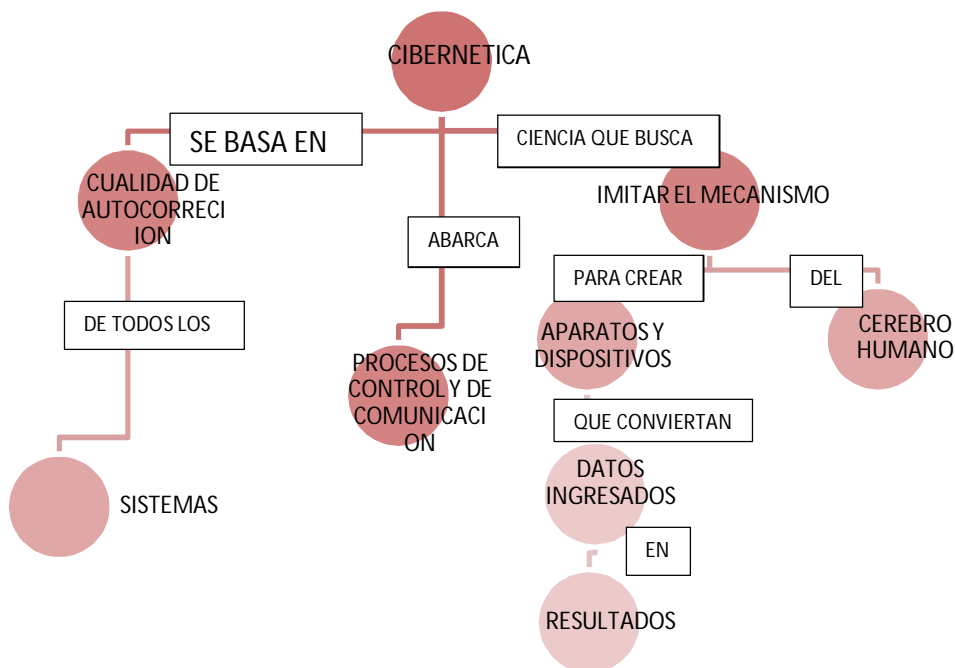 CIBERNETICA
SE BASA EN
CIENCIA QUE BUSCA
CUALIDAD DE
AUTOCORRECI
ION
IMITAR EL MECANISMO
ABARCA
PARA CREAR
DEL
DE TODOS LOS
APARATOS Y
DISPOSITIVOS
CEREBRO
HUMANO
PROCESOS DE
CONTROL Y DE
COMUNICACI
ON
QUE CONVIERTAN
SISTEMAS
DATOS
INGRESADOS
EN
RESULTADOS